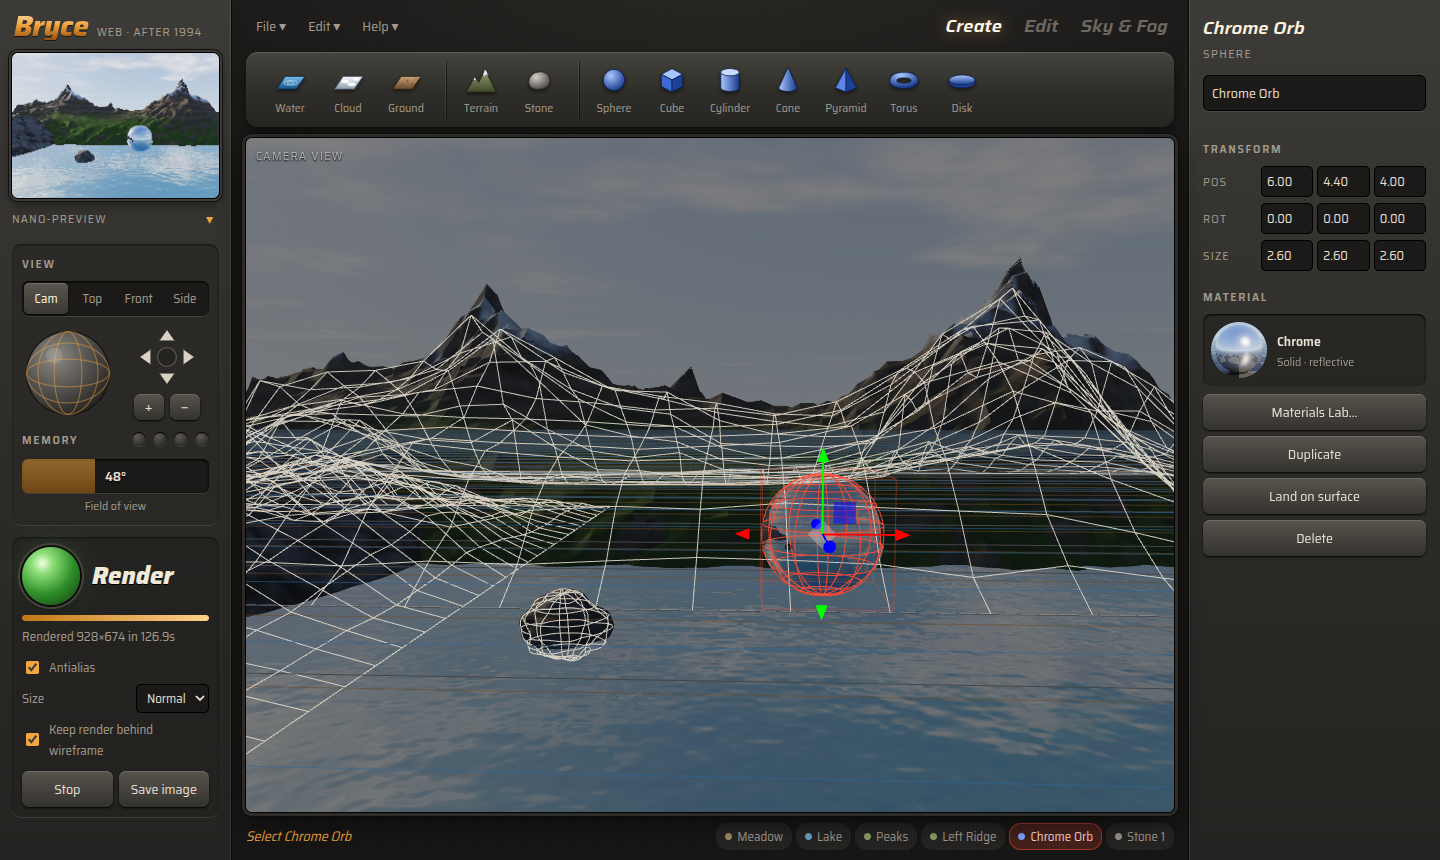 Bryce WEB · AFTER 1994
File ▾ Edit ▾ Help ▾
Create Edit Sky & Fog
Water Cloud Ground Terrain Stone Sphere Cube Cylinder Cone Pyramid Torus Disk
NANO-PREVIEW ▼
VIEW
Cam Top Front Side
+ −
MEMORY
48°
Field of view
Render
Rendered 928×674 in 126.9s
Antialias
Size Normal
Keep render behind
wireframe
Stop Save image
CAMERA VIEW
Select Chrome Orb
Meadow Lake Peaks Left Ridge Chrome Orb Stone 1
Chrome Orb
SPHERE
Chrome Orb
TRANSFORM
POS 6.00 4.40 4.00
ROT 0.00 0.00 0.00
SIZE 2.60 2.60 2.60
MATERIAL
Chrome
Solid · reflective
Materials Lab...
Duplicate
Land on surface
Delete